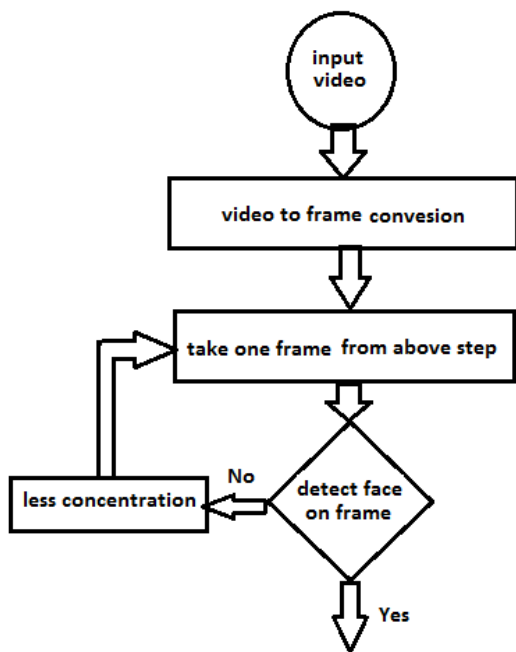 input
video
video to frame convesion
take one frame from above step
No
less concentration
detect face
on frame
Yes